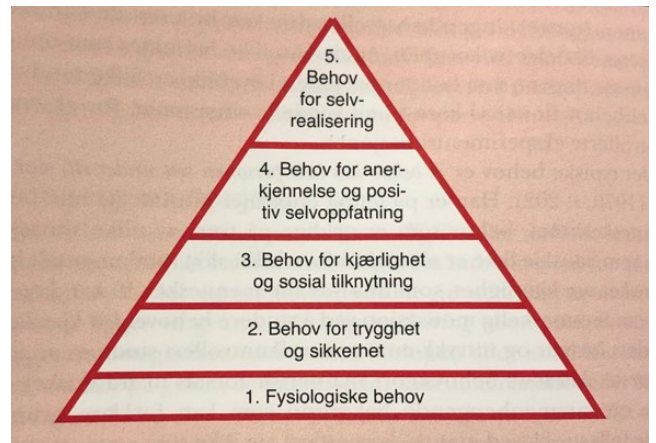 5.
Behov
for selv-
realisering
4. Behov for aner-
kjennelse og posi-
tiv selvoppfatning
3. Behov for kjærlighet
og sosial tilknytning
2. Behov for trygghet
og sikkerhet
1. Fysiologiske behov